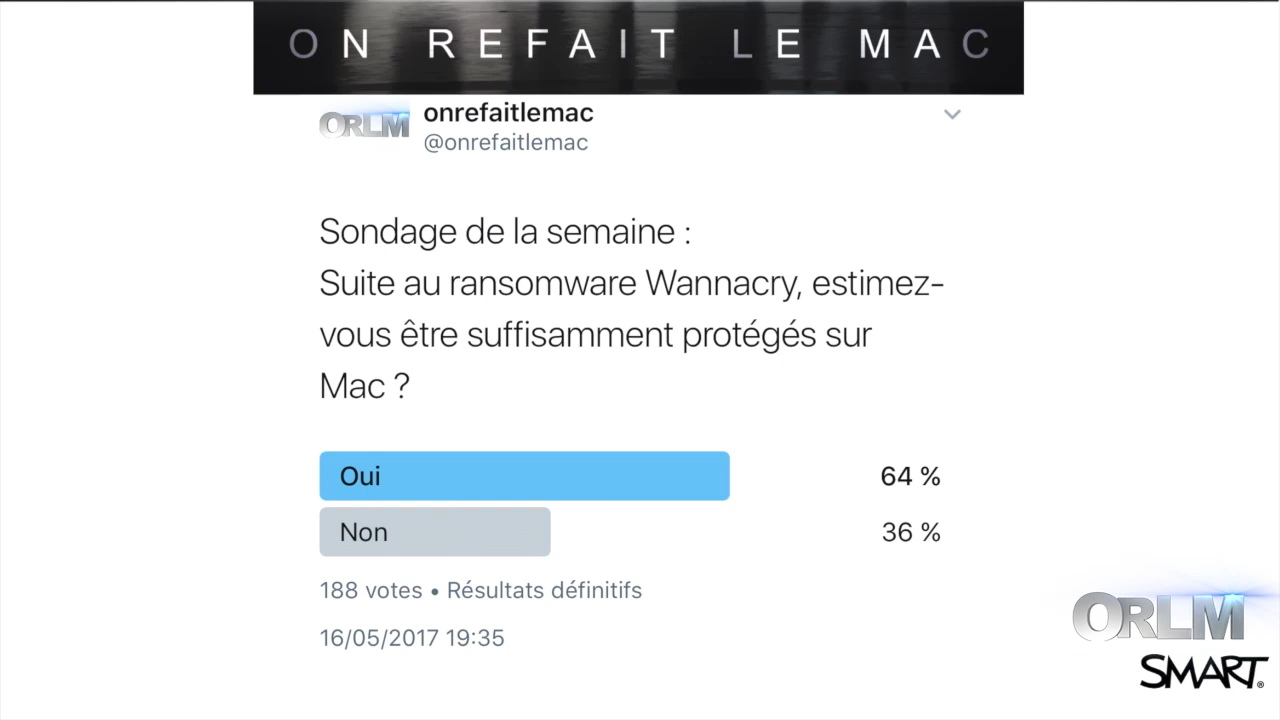 ON REFAIT LE MAC
ORLM
onrefaitlemac
@onrefaitlemac
Sondage de la semaine :
Suite au ransomware Wannacry, estimez-
vous être suffisamment protégés sur
Mac ?
Oui 64 %
Non 36 %
188 votes • Résultats définitifs
16/05/2017 19:35
ORLM
SMART®